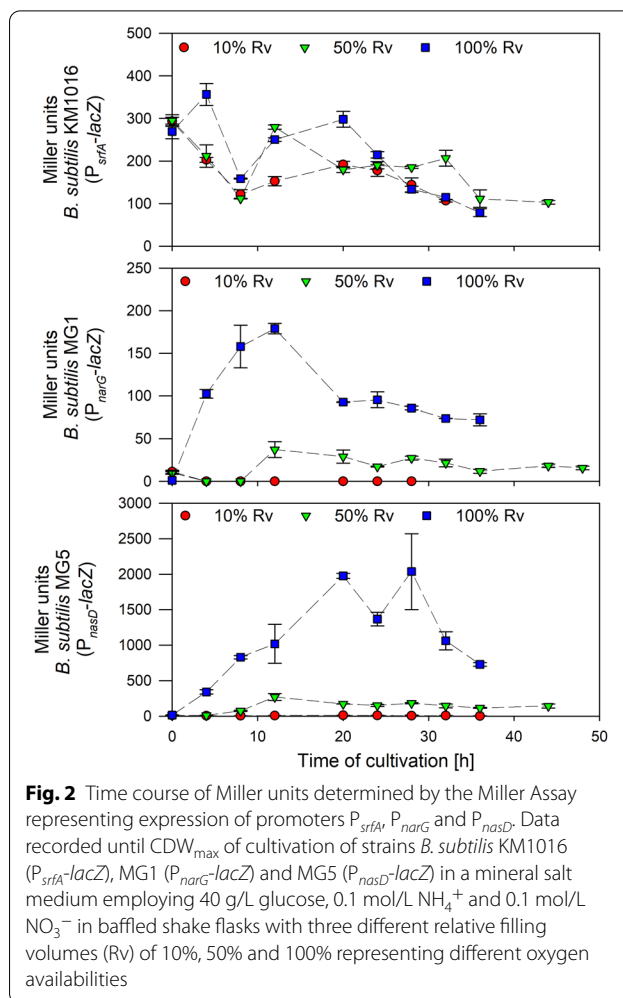 500
400
300
200
100
0
Miller units
B. subtilis KM1016
(PsrfA-lacZ)
10% Rv 50% Rv 100% Rv
250
200
150
100
50
0
Miller units
B. subtilis MG1
(PnarG-lacZ)
10% Rv 50% Rv 100% Rv
3000
2500
2000
1500
1000
500
0
Miller units
B. subtilis MG5
(PnasD-lacZ)
10% Rv 50% Rv 100% Rv
0 10 20 30 40 50
Time of cultivation [h]
Fig. 2 Time course of Miller units determined by the Miller Assay
representing expression of promoters PsrfA, PnarG and PnasD. Data
recorded until CDWmax of cultivation of strains B. subtilis KM1016
(PsrfA-lacZ), MG1 (PnarG-lacZ) and MG5 (PnasD-lacZ) in a mineral salt
medium employing 40 g/L glucose, 0.1 mol/L NH4+ and 0.1 mol/L
NO3− in baffled shake flasks with three different relative filling
volumes (Rv) of 10%, 50% and 100% representing different oxygen
availabilities